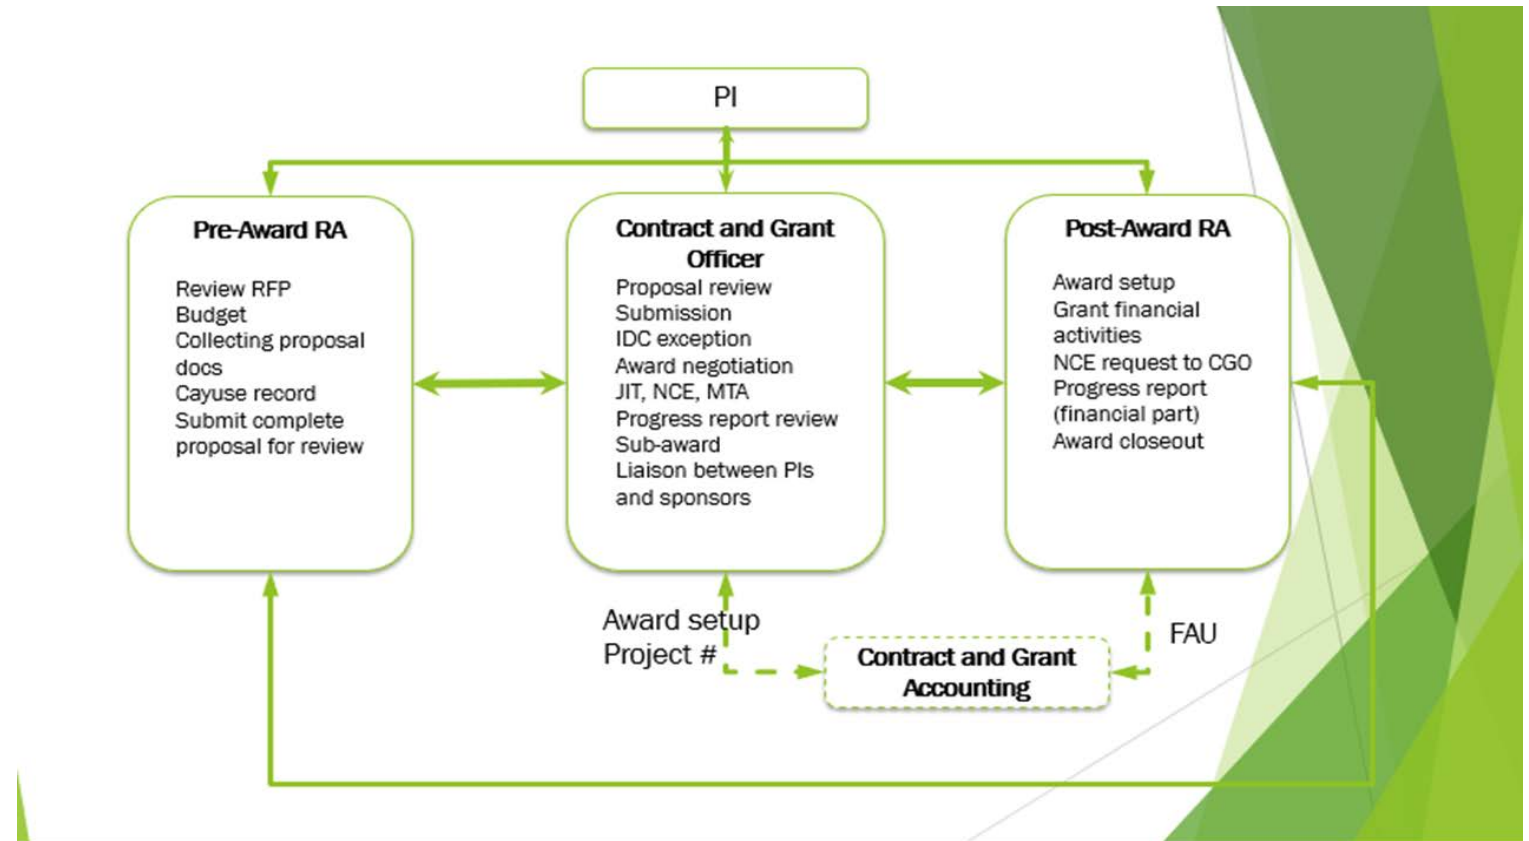 PI
Pre-Award RA
Review RFP
Budget
Collecting proposal
docs
Cayuse record
Submit complete
proposal for review
Contract and Grant
Officer
Proposal review
Submission
IDC exception
Award negotiation
JIT, NCE, MTA
Progress report review
Sub-award
Liaison between PIs
and sponsors
Post-Award RA
Award setup
Grant financial
activities
NCE request to CGO
Progress report
(financial part)
Award closeout
Award setup
Project #
Contract and Grant
Accounting
FAU